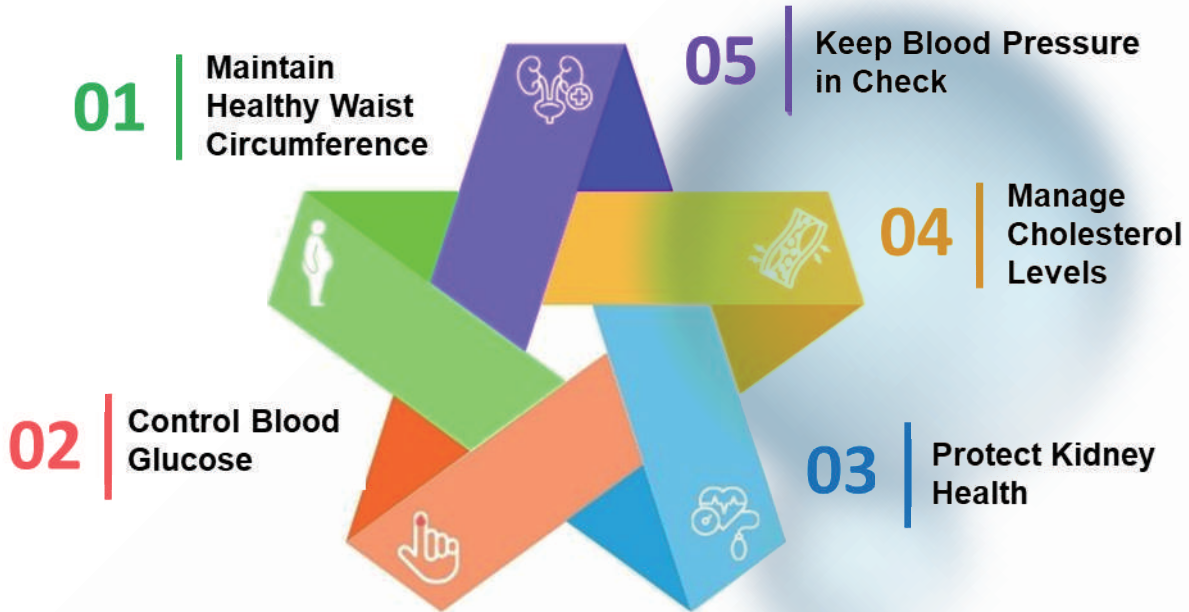 01
Maintain
Healthy Waist
Circumference
02
Control Blood
Glucose
03
Protect Kidney
Health
04
Manage
Cholesterol
Levels
05
Keep Blood Pressure
in Check